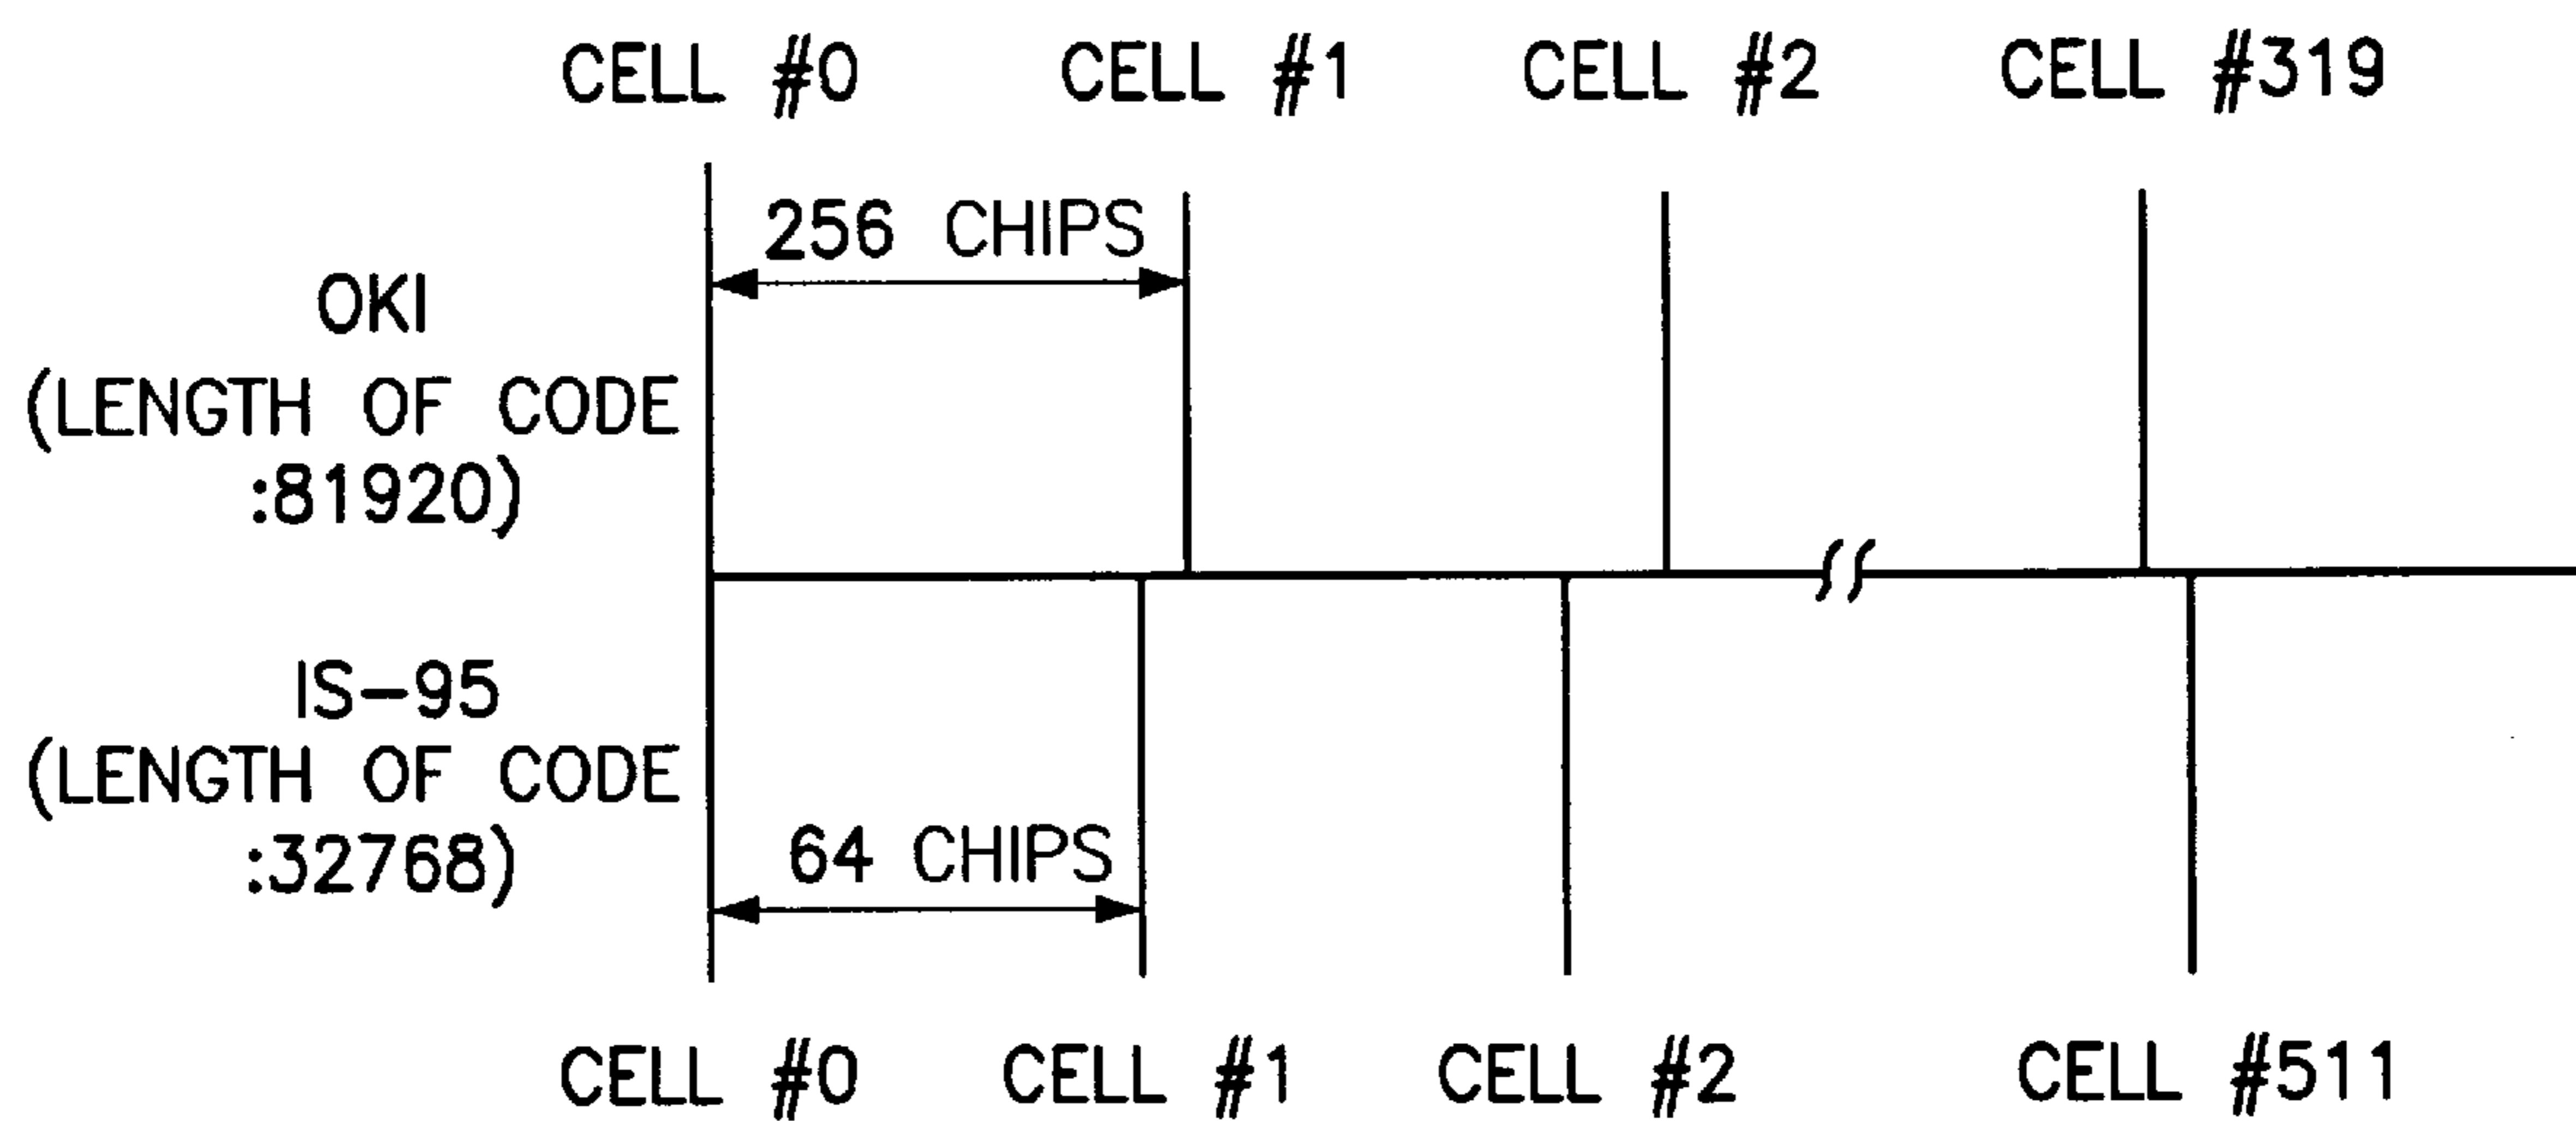 CELL #0 CELL #1 CELL #2 CELL #319
256 CHIPS
OKI
(LENGTH OF CODE
:81920)
IS-95
(LENGTH OF CODE
:32768)
64 CHIPS
CELL #0 CELL #1 CELL #2 CELL #511